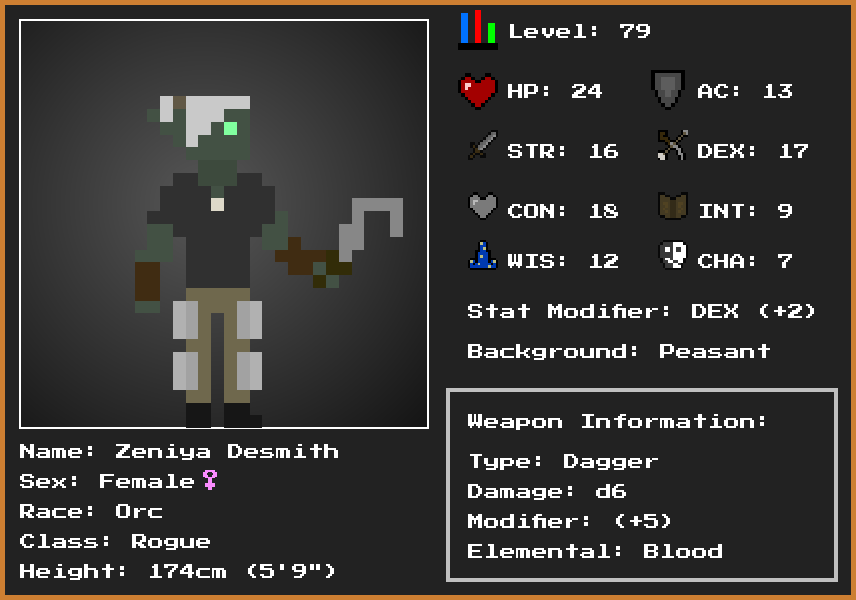 Level: 79
HP: 24
AC: 13
STR: 16
DEX: 17
CON: 18
INT: 9
WIS: 12
CHA: 7
Stat Modifier: DEX (+2)
Background: Peasant
Weapon Information:
Type: Dagger
Damage: d6
Modifier: (+5)
Elemental: Blood
Name: Zeniya Desmith
Sex: Female♀
Race: Orc
Class: Rogue
Height: 174cm (5'9")